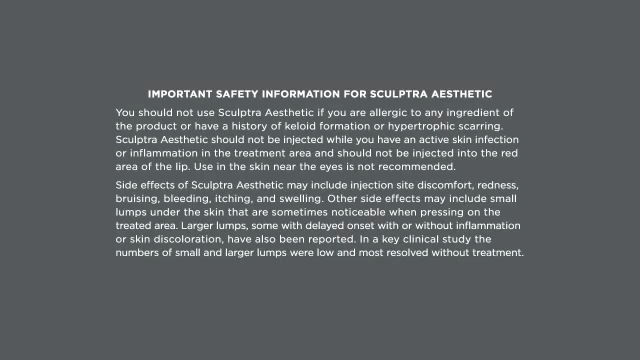 IMPORTANT SAFETY INFORMATION FOR SCULPTRA AESTHETIC
You should not use Sculptra Aesthetic if you are allergic to any ingredient of
the product or have a history of keloid formation or hypertrophic scarring.
Sculptra Aesthetic should not be injected while you have an active skin infection
or inflammation in the treatment area and should not be injected into the red
area of the lip. Use in the skin near the eyes is not recommended.
Side effects of Sculptra Aesthetic may include injection site discomfort, redness,
bruising, bleeding, itching, and swelling. Other side effects may include small
lumps under the skin that are sometimes noticeable when pressing on the
treated area. Larger lumps, some with delayed onset with or without inflammation
or skin discoloration, have also been reported. In a key clinical study the
numbers of small and larger lumps were low and most resolved without treatment.